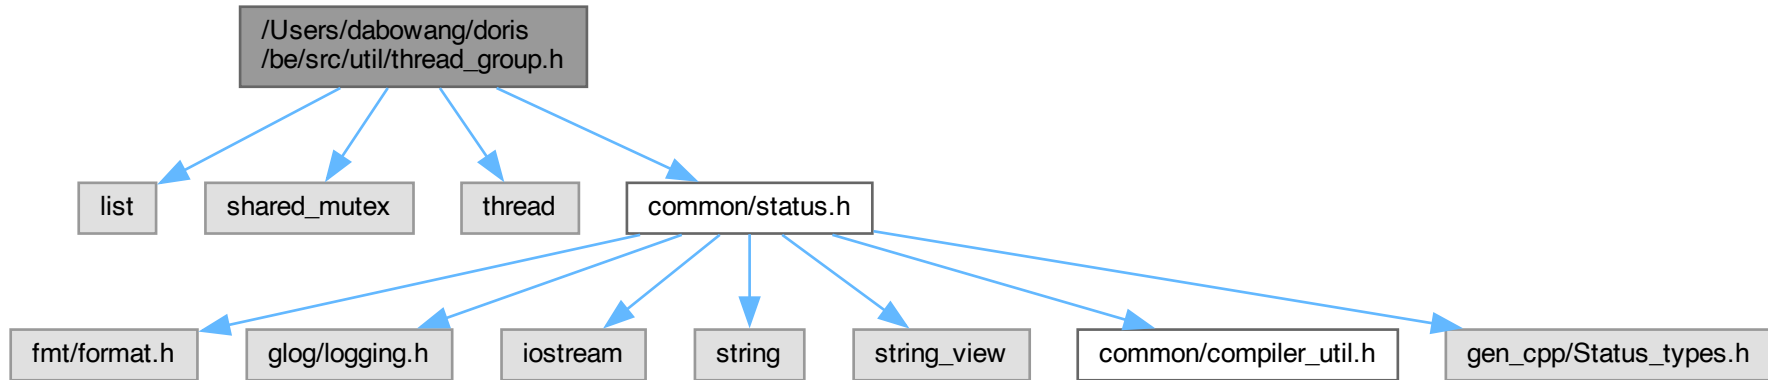 /Users/dabowang/doris
/be/src/util/thread_group.h
list
shared_mutex
thread
common/status.h
fmt/format.h
glog/logging.h
iostream
string
string_view
common/compiler_util.h
gen_cpp/Status_types.h